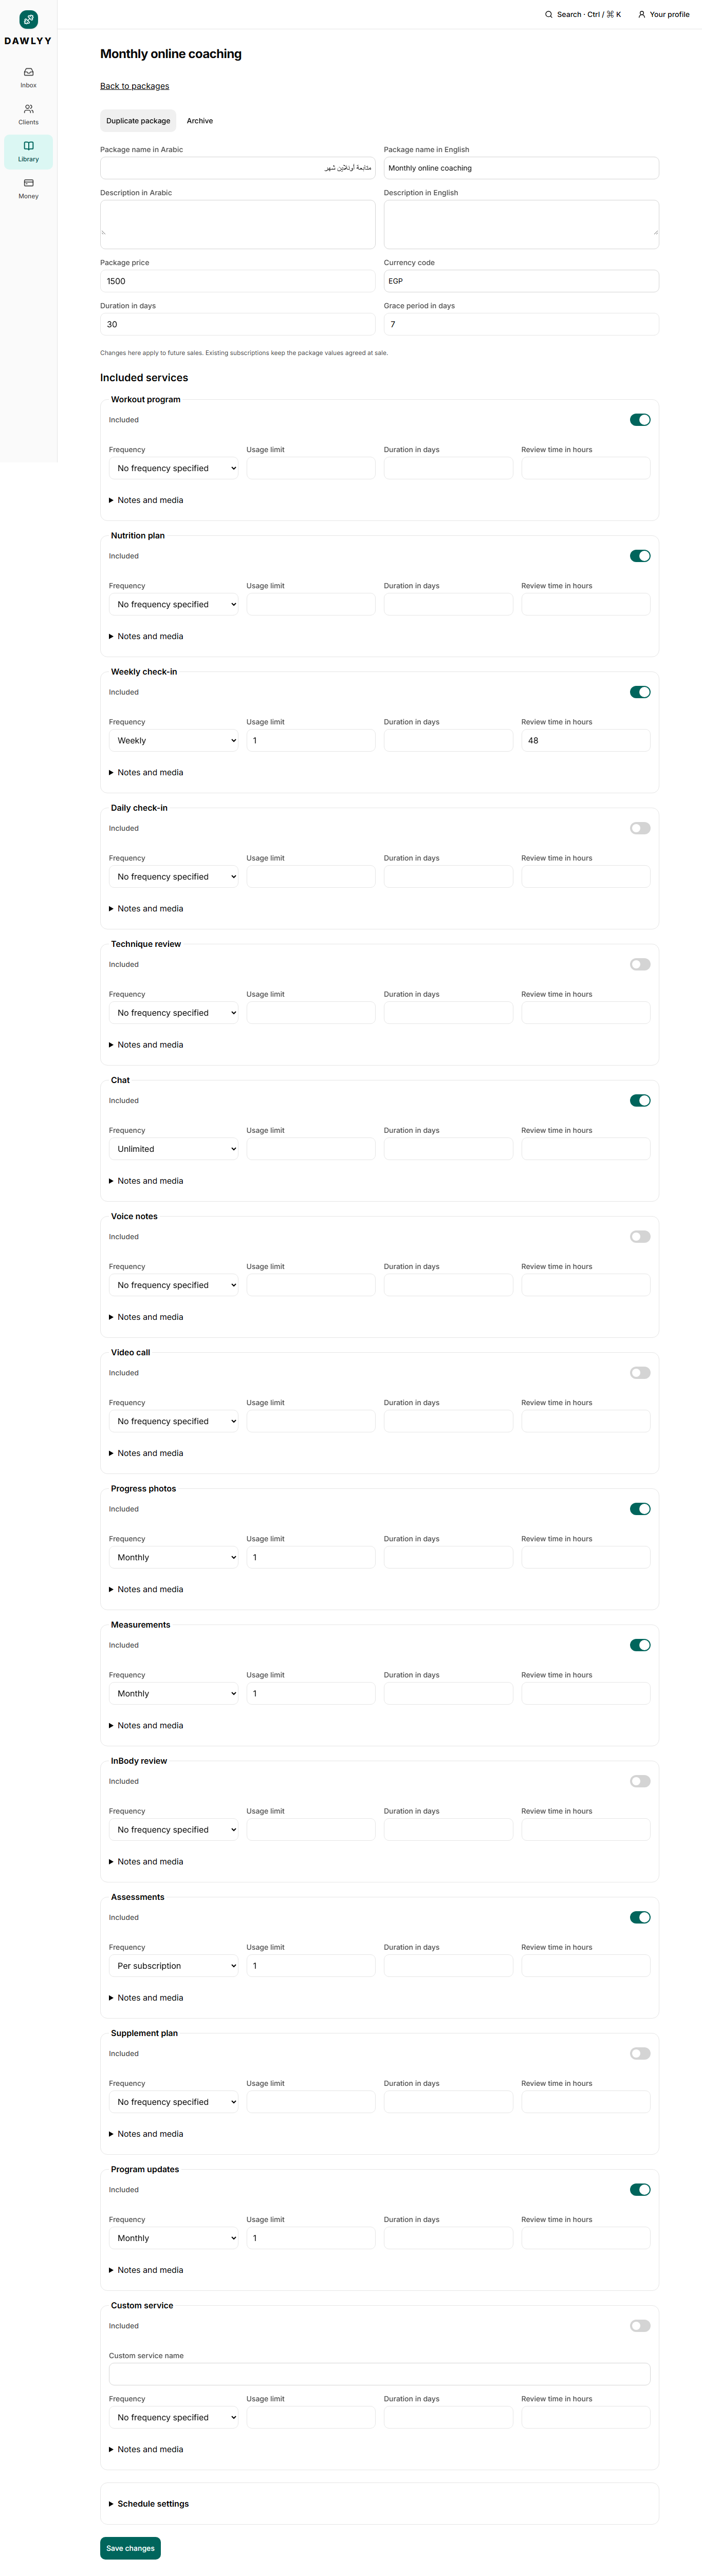 DAWLYY
Inbox
Clients
Library
Money
Search · Ctrl / ⌘ K
Your profile
Monthly online coaching
Back to packages
Duplicate package
Archive
Package name in Arabic
Package name in English
متابعة أونلاين شهر
Monthly online coaching
Description in Arabic
Description in English
Package price
Currency code
1500
EGP
Duration in days
Grace period in days
30
7
Changes here apply to future sales. Existing subscriptions keep the package values agreed at sale.
Included services
Workout program
Included
Frequency Usage limit Duration in days Review time in hours
No frequency specified
Notes and media
Nutrition plan
Included
Frequency Usage limit Duration in days Review time in hours
No frequency specified
Notes and media
Weekly check-in
Included
Frequency Usage limit Duration in days Review time in hours
Weekly 1 48
Notes and media
Daily check-in
Included
Frequency Usage limit Duration in days Review time in hours
No frequency specified
Notes and media
Technique review
Included
Frequency Usage limit Duration in days Review time in hours
No frequency specified
Notes and media
Chat
Included
Frequency Usage limit Duration in days Review time in hours
Unlimited
Notes and media
Voice notes
Included
Frequency Usage limit Duration in days Review time in hours
No frequency specified
Notes and media
Video call
Included
Frequency Usage limit Duration in days Review time in hours
No frequency specified
Notes and media
Progress photos
Included
Frequency Usage limit Duration in days Review time in hours
Monthly 1
Notes and media
Measurements
Included
Frequency Usage limit Duration in days Review time in hours
Monthly 1
Notes and media
InBody review
Included
Frequency Usage limit Duration in days Review time in hours
No frequency specified
Notes and media
Assessments
Included
Frequency Usage limit Duration in days Review time in hours
Per subscription 1
Notes and media
Supplement plan
Included
Frequency Usage limit Duration in days Review time in hours
No frequency specified
Notes and media
Program updates
Included
Frequency Usage limit Duration in days Review time in hours
Monthly 1
Notes and media
Custom service
Included
Custom service name
Frequency Usage limit Duration in days Review time in hours
No frequency specified
Notes and media
Schedule settings
Save changes